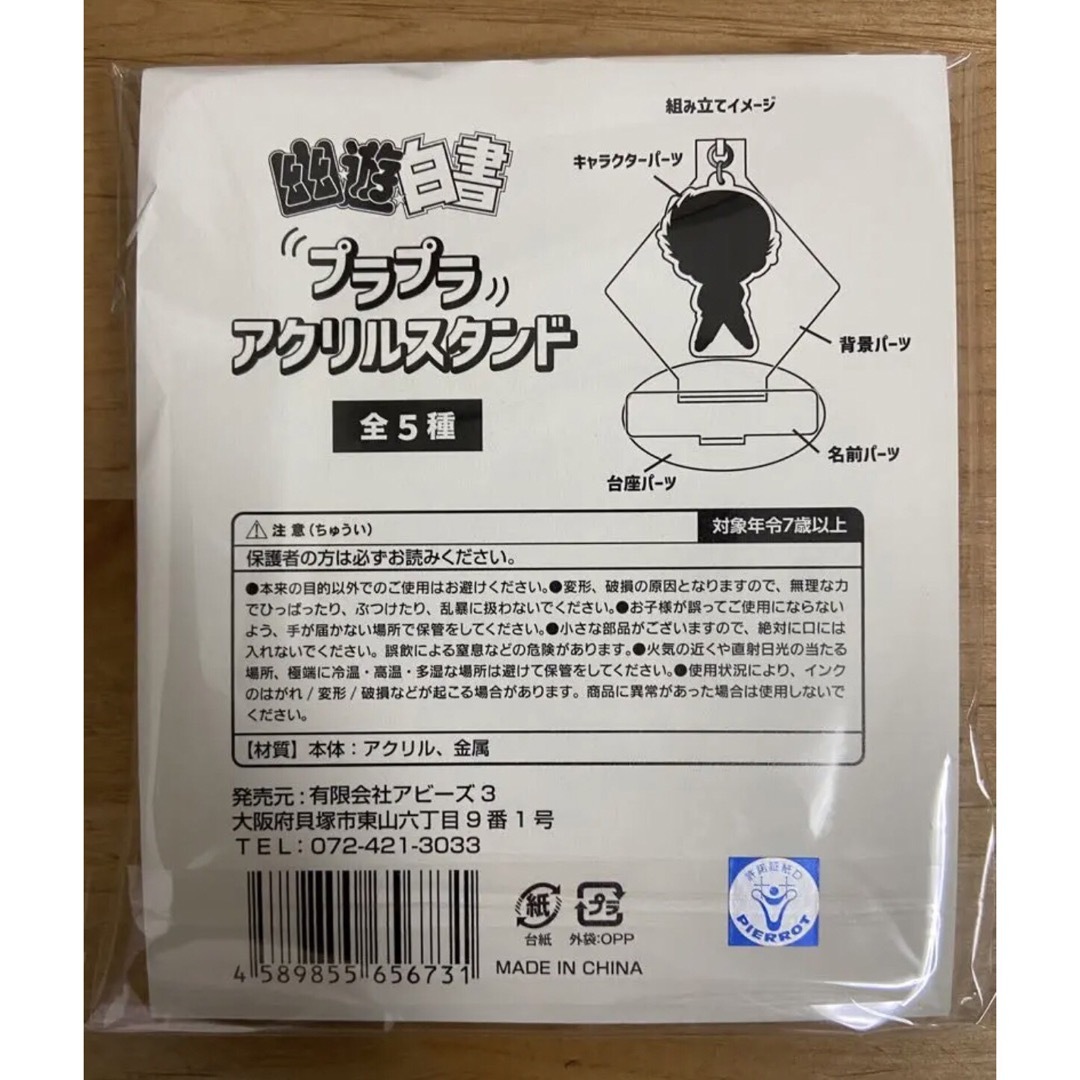 幽遊白書
プラプラ
アクリルスタンド
全5種
組み立てイメージ
キャラクターパーツ
背景パーツ
名前パーツ
台座パーツ
注意（ちゅうい）
対象年令7歳以上
保護者の方は必ずお読みください。
●本来の目的以外でのご使用はお避けください。●変形、破損の原因となりますので、無理な力
でひっぱったり、ぶつけたり、乱暴に扱わないでください。●お子様が誤ってご使用にならない
よう、手が届かない場所で保管をしてください。●小さな部品がございますので、絶対に口には
入れないでください。誤飲による窒息などの危険があります。●火気の近くや直射日光の当たる
場所、極端に冷温・高温・多湿な場所は避けて保管をしてください。●使用状況により、インク
のはがれ/変形/破損などが起こる場合があります。商品に異常があった場合は使用しないで
ください。
【材質】本体：アクリル、金属
発売元：有限会社アビーズ3
大阪府貝塚市東山六丁目9番1号
TEL：072-421-3033
4 589855 656731
紙
台紙
プラ
外袋:OPP
MADE IN CHINA
許諾証紙D
PIERROT